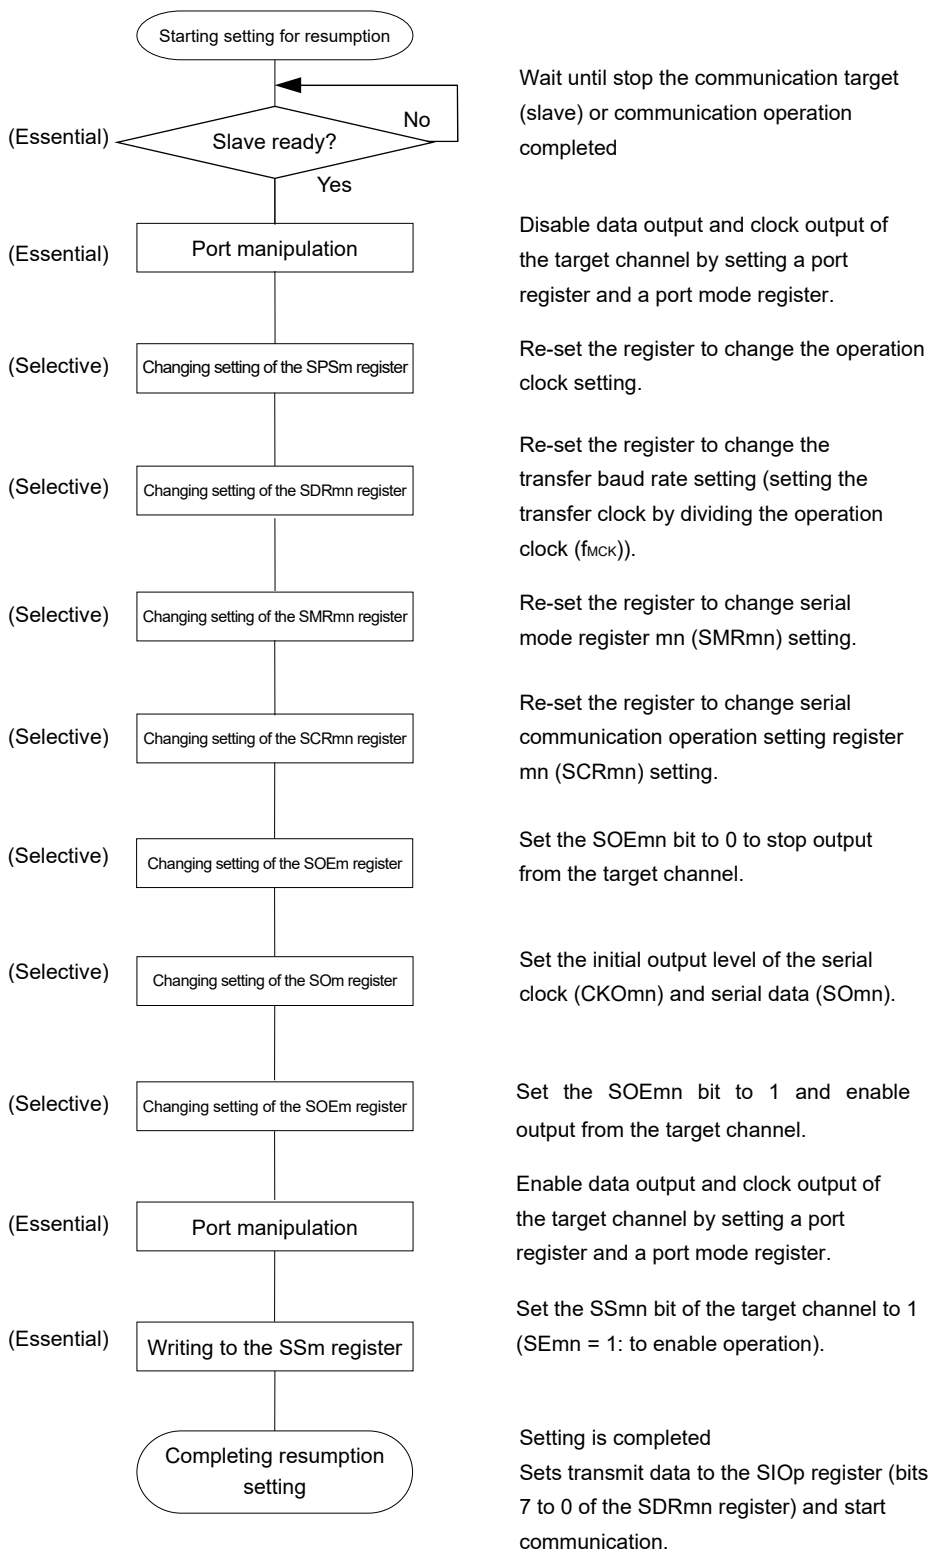 Starting setting for resumption
Wait until stop the communication target
(slave) or communication operation
completed
(Essential)
Slave ready?
No
Yes
(Essential)
Port manipulation
Disable data output and clock output of
the target channel by setting a port
register and a port mode register.
(Selective)
Changing setting of the SPSm register
Re-set the register to change the operation
clock setting.
(Selective)
Changing setting of the SDRmn register
Re-set the register to change the
transfer baud rate setting (setting the
transfer clock by dividing the operation
clock (fMCK)).
(Selective)
Changing setting of the SMRmn register
Re-set the register to change serial
mode register mn (SMRmn) setting.
(Selective)
Changing setting of the SCRmn register
Re-set the register to change serial
communication operation setting register
mn (SCRmn) setting.
(Selective)
Changing setting of the SOEm register
Set the SOEmn bit to 0 to stop output
from the target channel.
(Selective)
Changing setting of the SOm register
Set the initial output level of the serial
clock (CKOmn) and serial data (SOmn).
(Selective)
Changing setting of the SOEm register
Set the SOEmn bit to 1 and enable
output from the target channel.
(Essential)
Port manipulation
Enable data output and clock output of
the target channel by setting a port
register and a port mode register.
(Essential)
Writing to the SSm register
Set the SSmn bit of the target channel to 1
(SEmn = 1: to enable operation).
Completing resumption
setting
Setting is completed
Sets transmit data to the SIOp register (bits
7 to 0 of the SDRmn register) and start
communication.